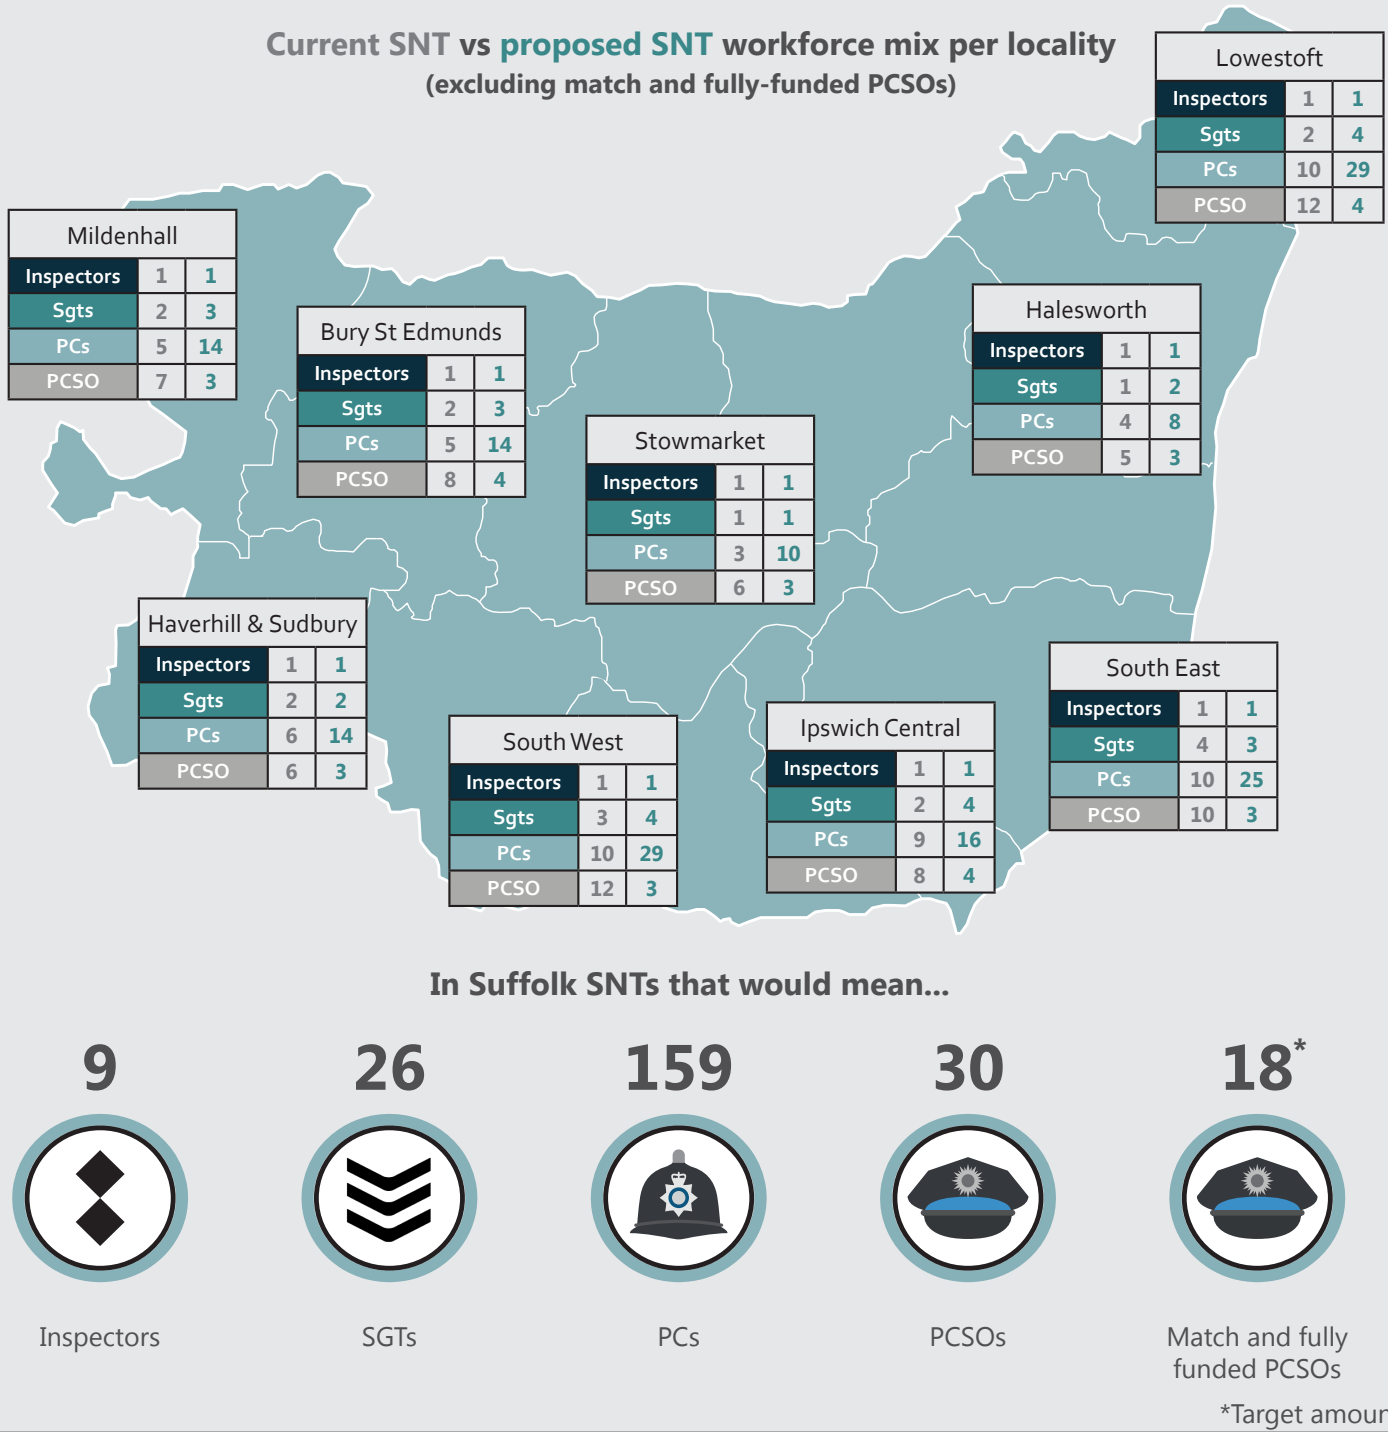 Current SNT vs proposed SNT workforce mix per locality
(excluding match and fully-funded PCSOs)
Lowestoft
Inspectors 1 1
Sgts 2 4
PCs 10 29
PCSO 12 4
Mildenhall
Inspectors 1 1
Sgts 2 3
PCs 5 14
PCSO 7 3
Bury St Edmunds
Inspectors 1 1
Sgts 2 3
PCs 5 14
PCSO 8 4
Halesworth
Inspectors 1 1
Sgts 1 2
PCs 4 8
PCSO 5 3
Stowmarket
Inspectors 1 1
Sgts 1 1
PCs 3 10
PCSO 6 3
Haverhill & Sudbury
Inspectors 1 1
Sgts 2 2
PCs 6 14
PCSO 6 3
South West
Inspectors 1 1
Sgts 3 4
PCs 10 29
PCSO 12 3
Ipswich Central
Inspectors 1 1
Sgts 2 4
PCs 9 16
PCSO 8 4
South East
Inspectors 1 1
Sgts 4 3
PCs 10 25
PCSO 10 3
In Suffolk SNTs that would mean...
9 26 159 30 18*
Inspectors SGTs PCs PCSOs Match and fully
funded PCSOs
*Target amoun